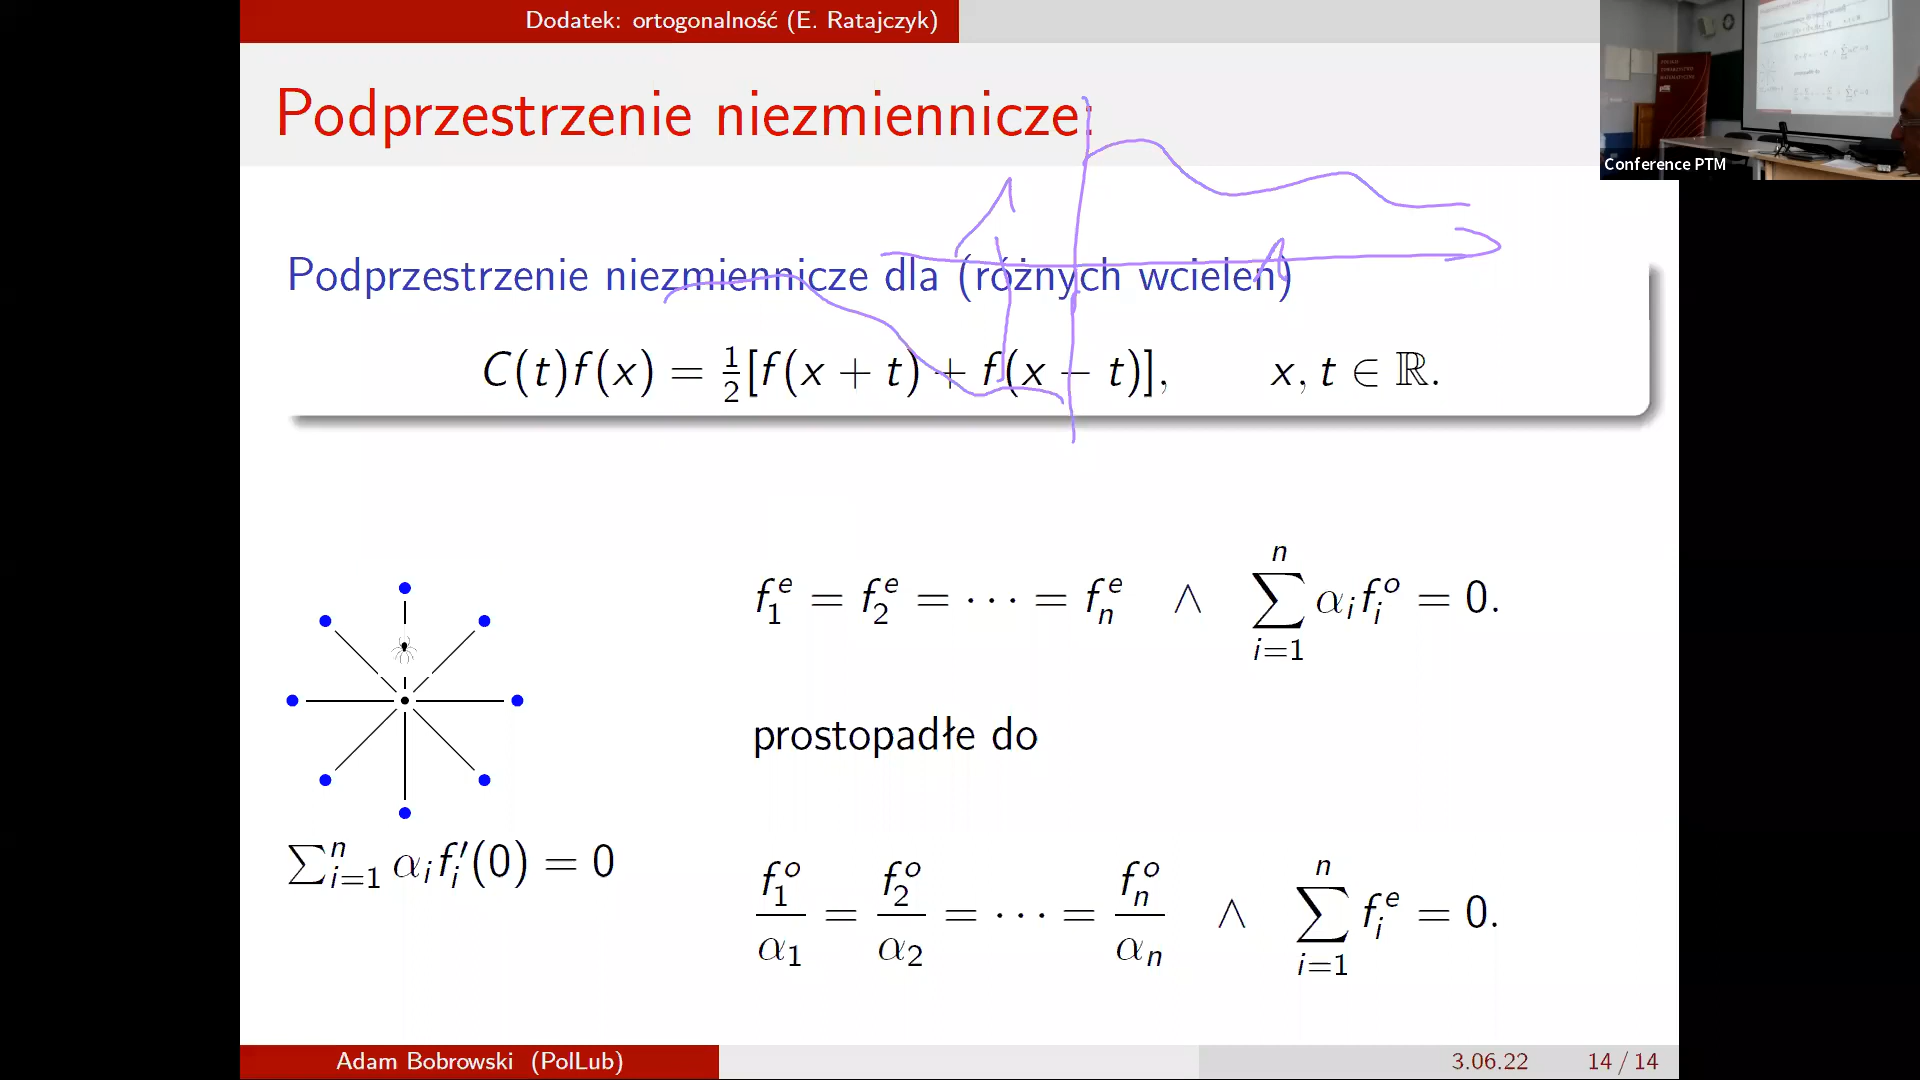 Dodatek: ortogonalność (E. Ratajczyk)
Podprzestrzenie niezmiennicze:
Conference PTM
Podprzestrzenie niezmiennicze dla (różnych wcieleń)
C(t)f(x) = ½[f(x + t) + f(x − t)], x, t ∈ ℝ.
f₁ᵉ = f₂ᵉ = ··· = fₙᵉ ∧ ∑ᵢ₌₁ⁿ αᵢfᵢᵒ = 0.
prostopadłe do
∑ᵢ₌₁ⁿ αᵢfᵢ′(0) = 0
f₁ᵒ/α₁ = f₂ᵒ/α₂ = ··· = fₙᵒ/αₙ ∧ ∑ᵢ₌₁ⁿ fᵢᵉ = 0.
Adam Bobrowski (PolLub)
3.06.22 14 / 14